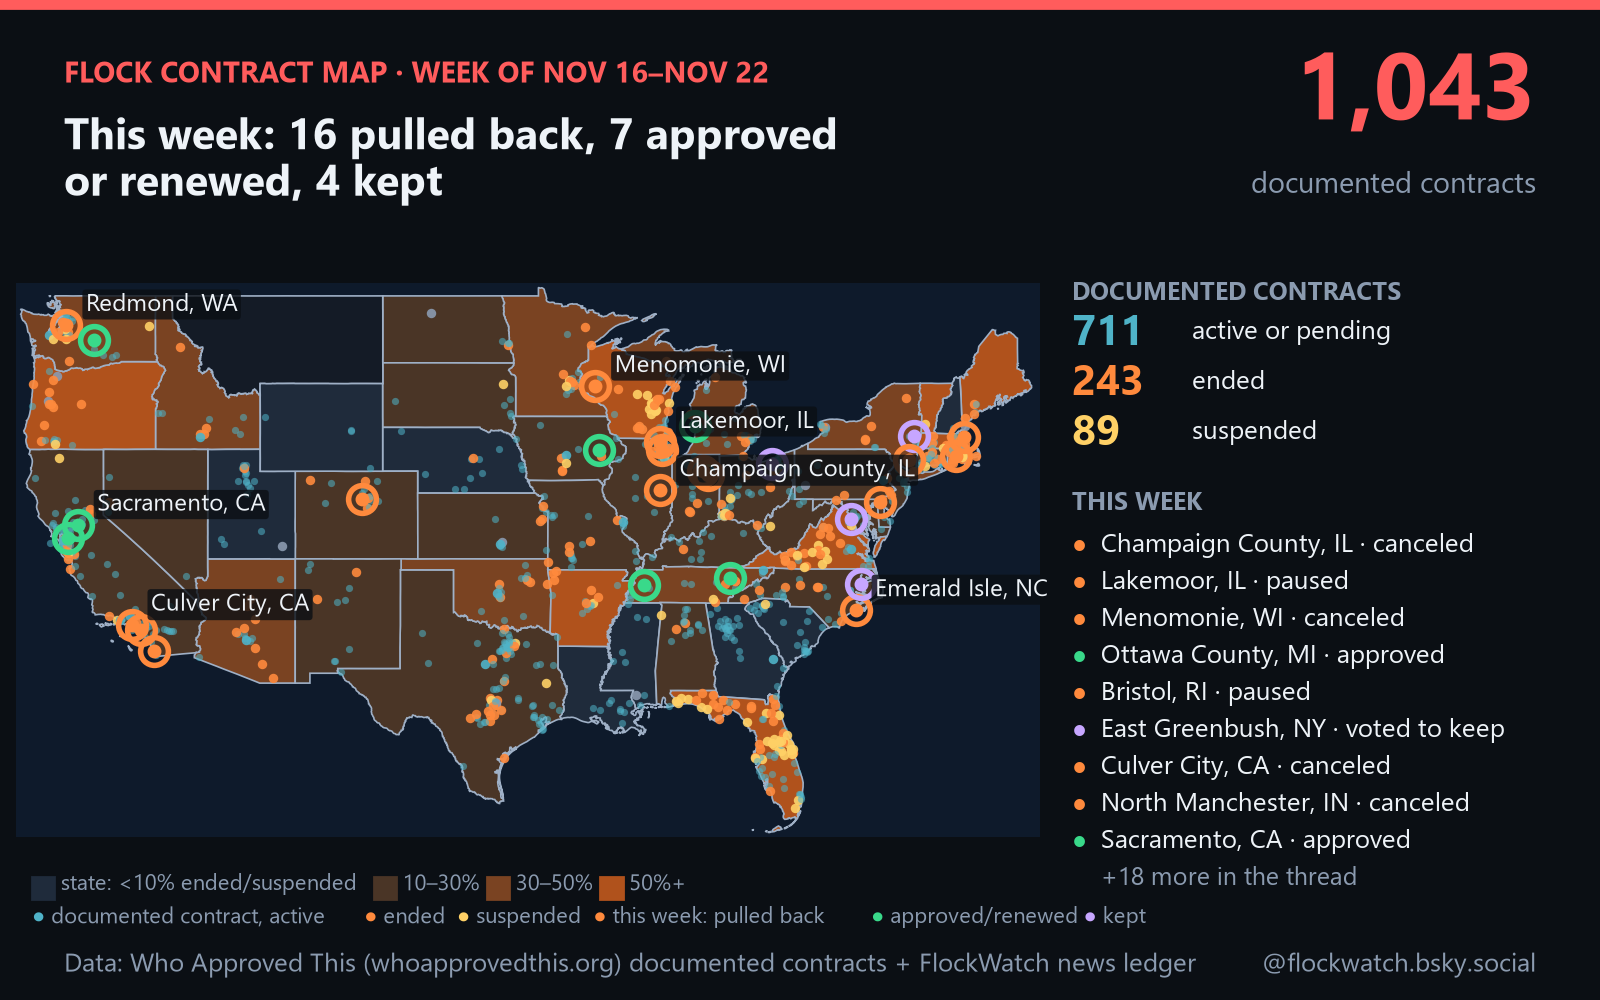 FLOCK CONTRACT MAP · WEEK OF NOV 16–NOV 22
This week: 16 pulled back, 7 approved
or renewed, 4 kept
1,043
documented contracts
Redmond, WA
Menomonie, WI
Lakemoor, IL
Champaign County, IL
Sacramento, CA
Culver City, CA
Emerald Isle, NC
DOCUMENTED CONTRACTS
711 active or pending
243 ended
89 suspended
THIS WEEK
Champaign County, IL · canceled
Lakemoor, IL · paused
Menomonie, WI · canceled
Ottawa County, MI · approved
Bristol, RI · paused
East Greenbush, NY · voted to keep
Culver City, CA · canceled
North Manchester, IN · canceled
Sacramento, CA · approved
+18 more in the thread
state: <10% ended/suspended 10–30% 30–50% 50%+
documented contract, active ended suspended this week: pulled back approved/renewed kept
Data: Who Approved This (whoapprovedthis.org) documented contracts + FlockWatch news ledger
@flockwatch.bsky.social